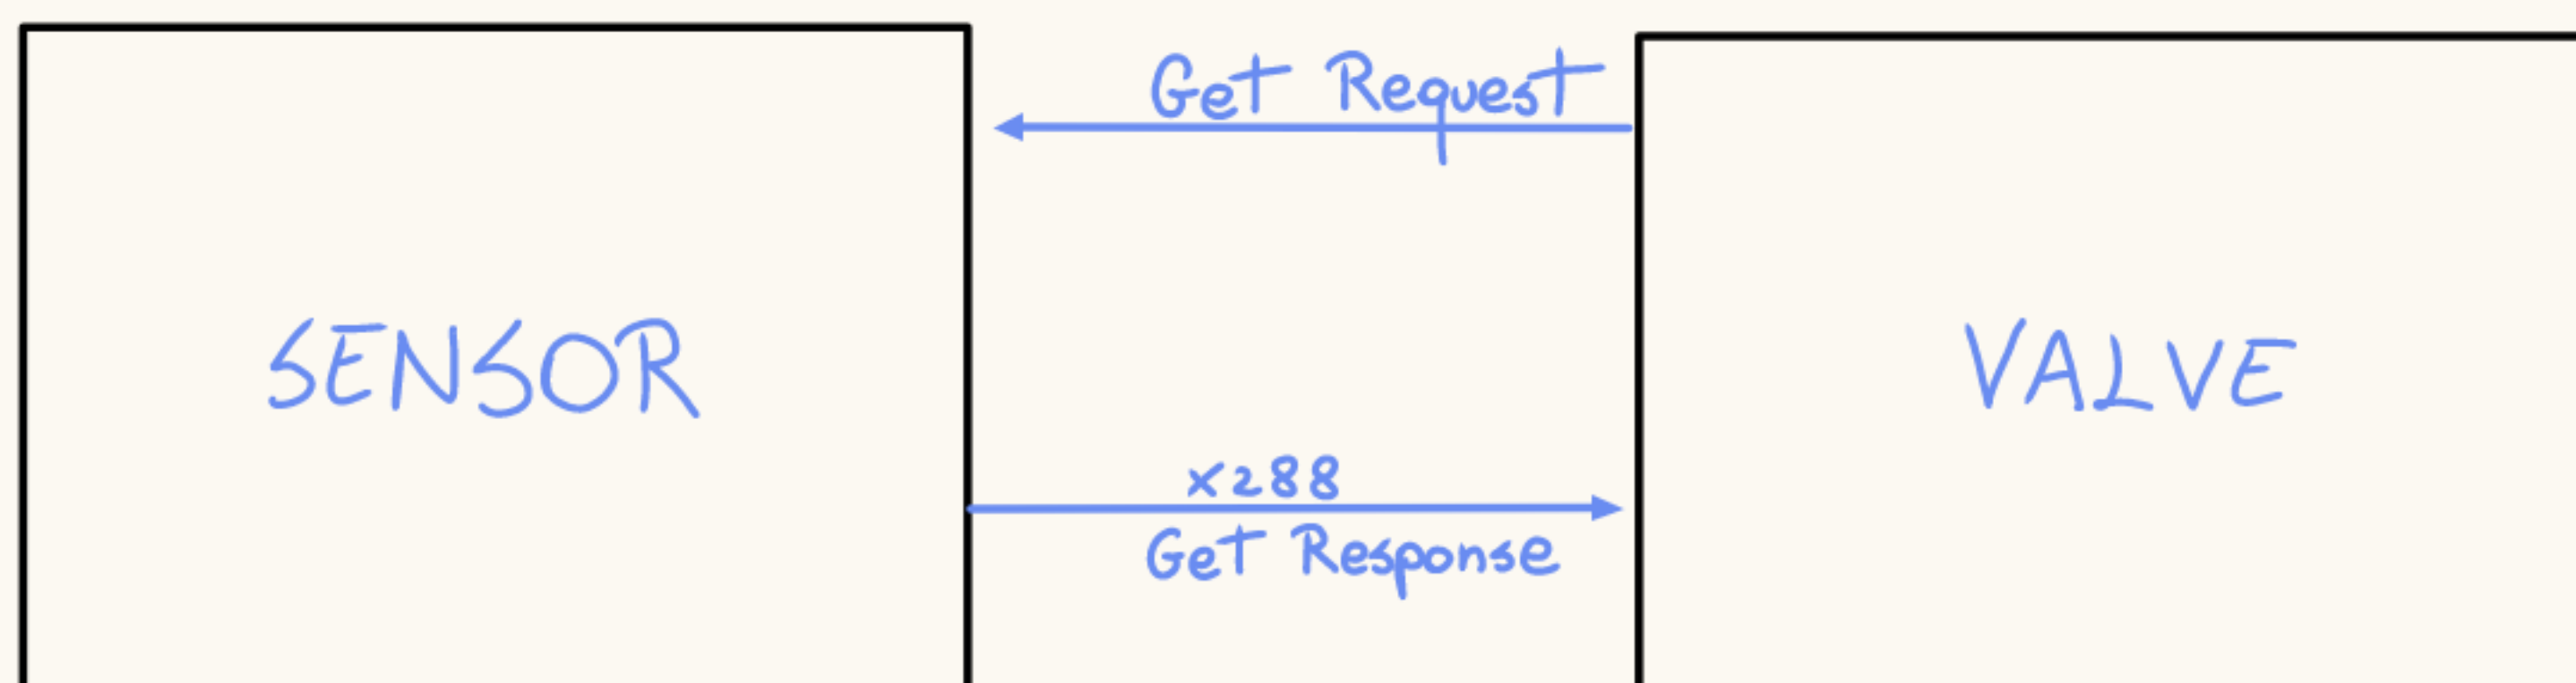 Get Request
SENSOR
VALVE
x288
Get Response